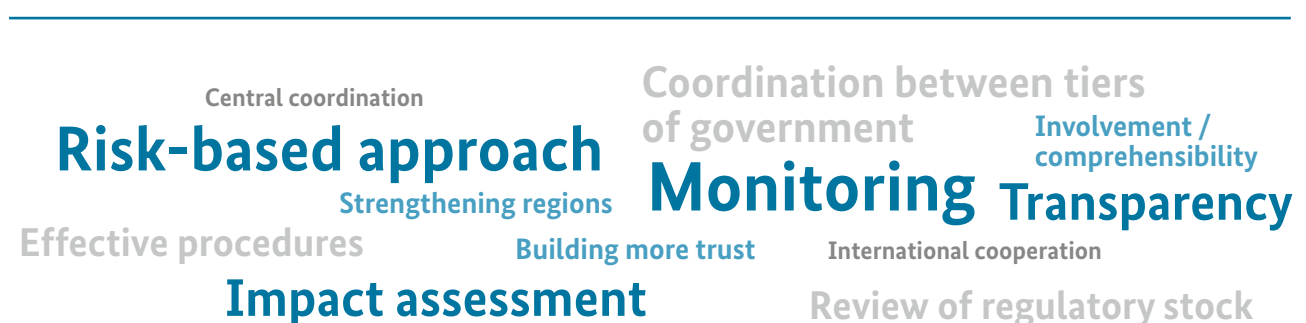 Coordination between tiers
of government
Central coordination
Involvement /
comprehensibility
Risk-based approach
Monitoring
Transparency
Strengthening regions
Effective procedures
Building more trust
International cooperation
Impact assessment
Review of regulatory stock